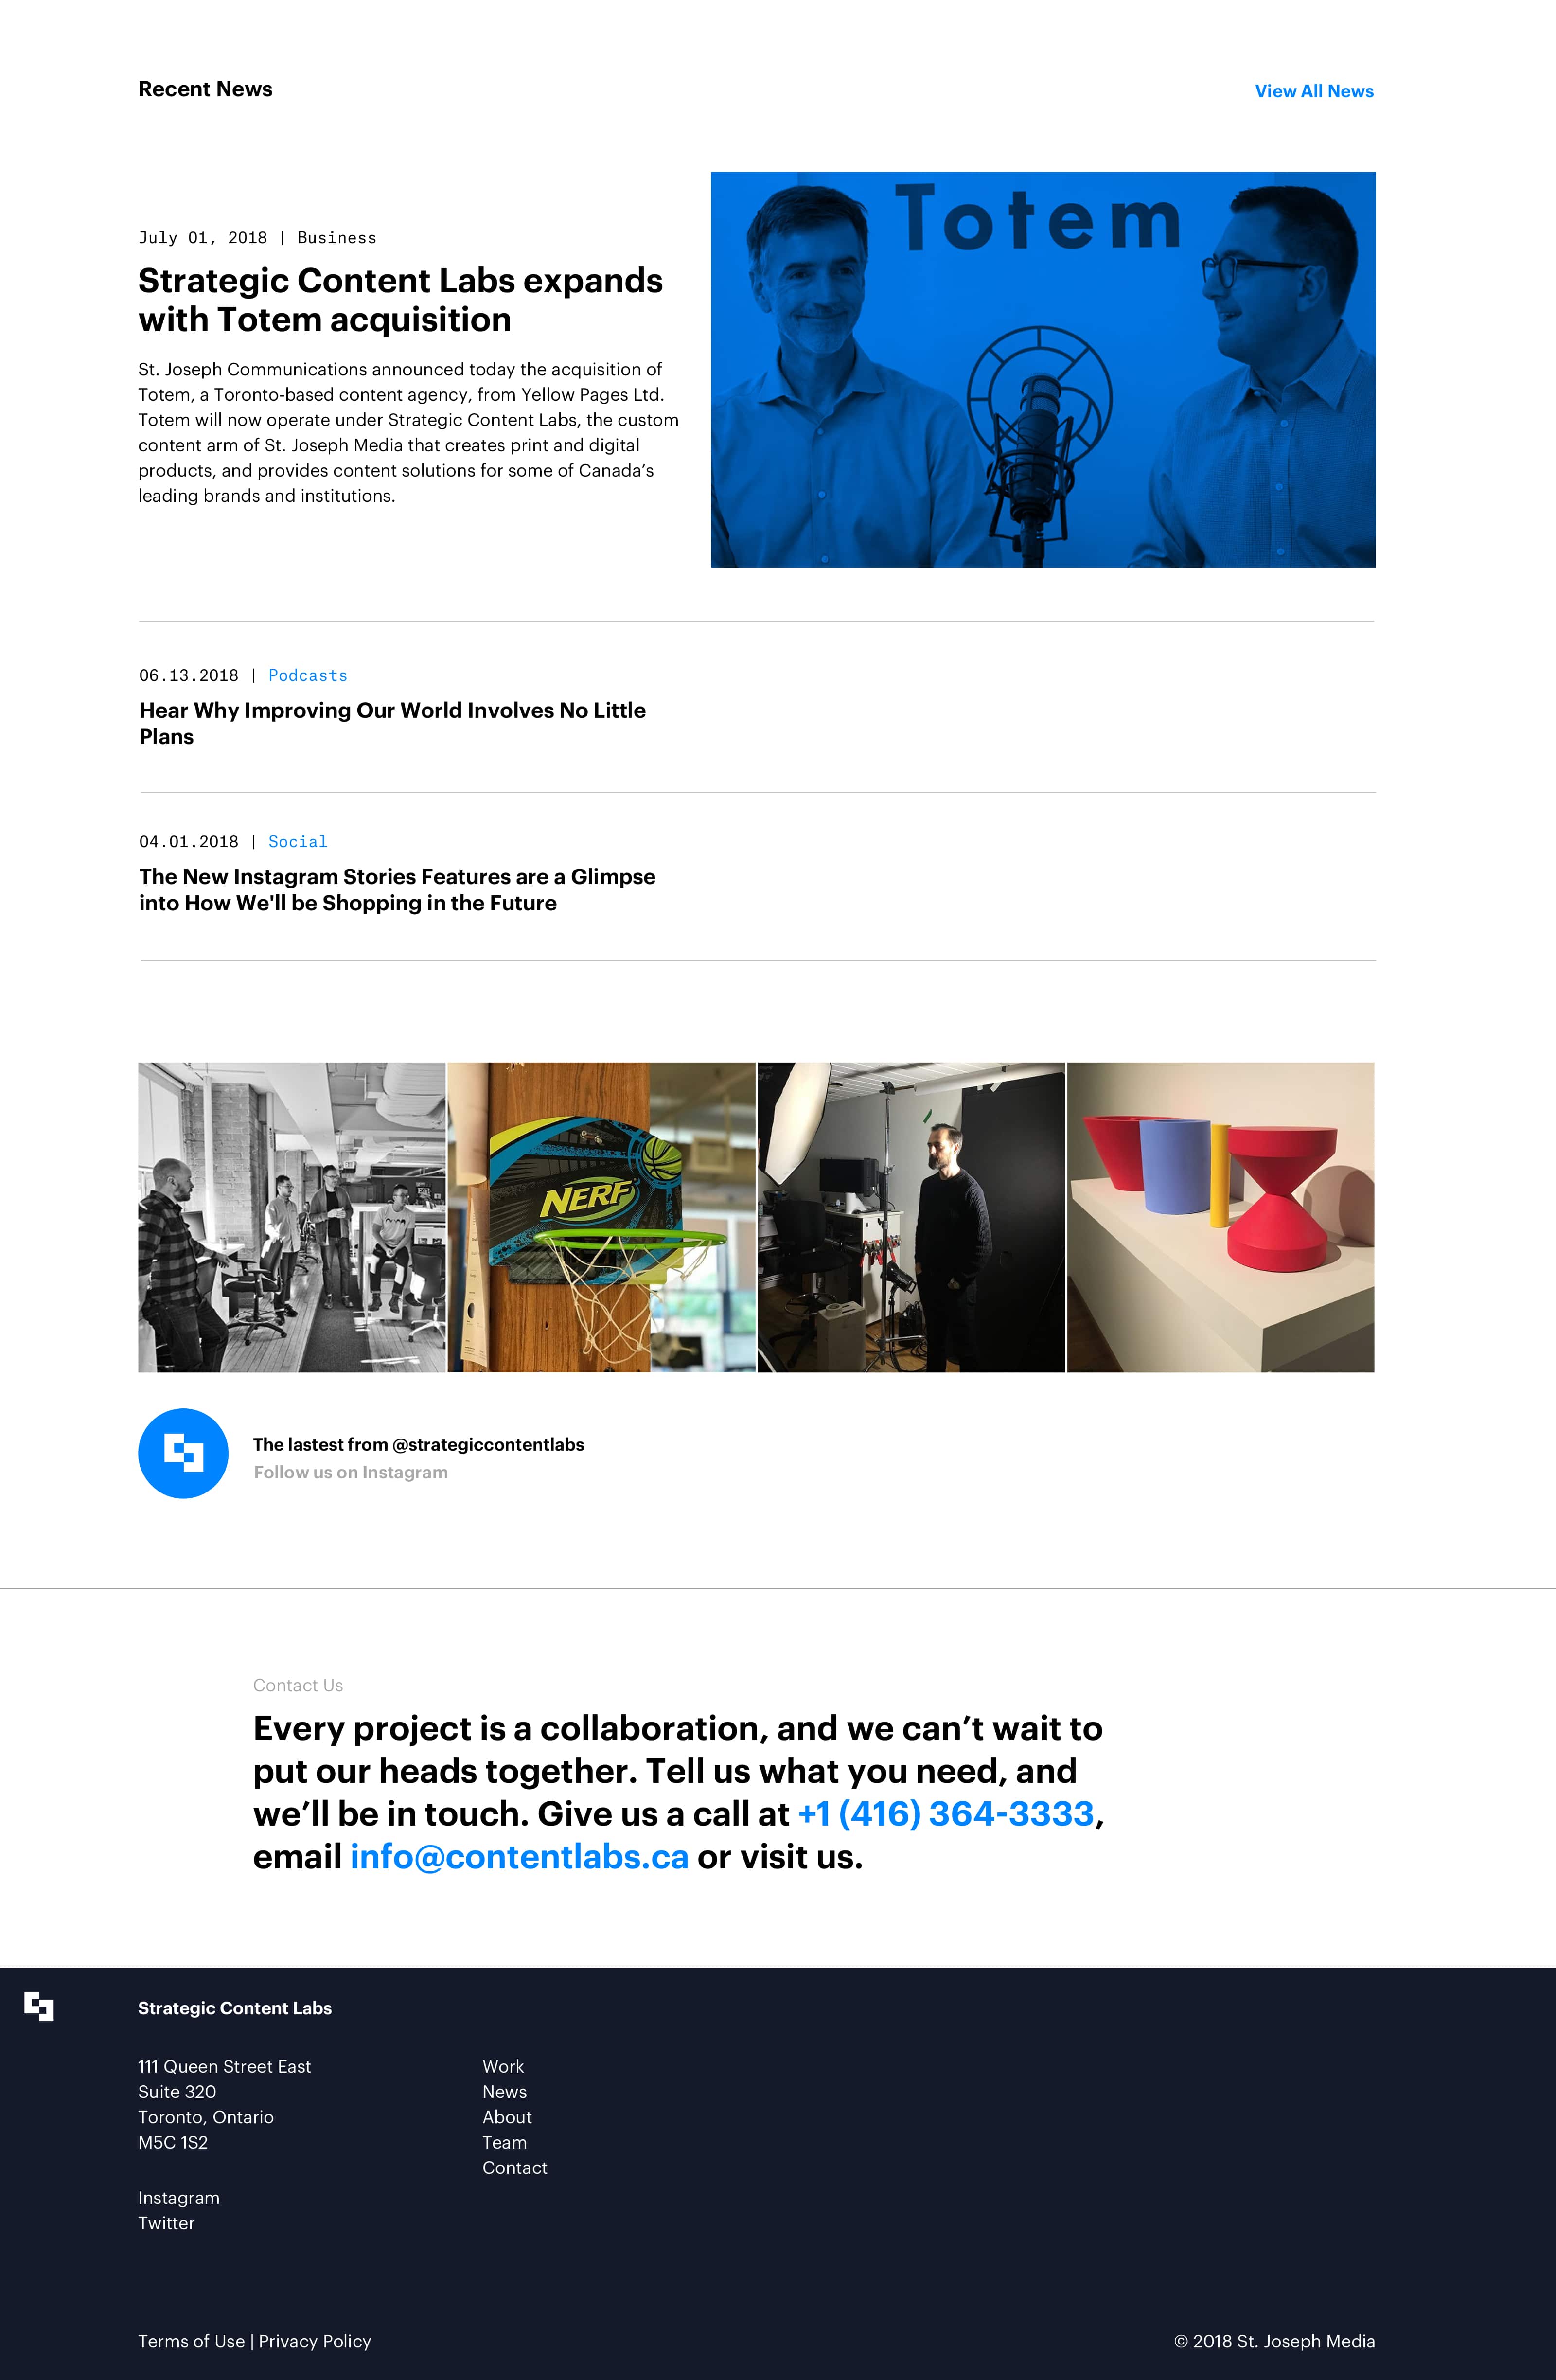 Recent News
View All News
July 01, 2018 | Business
Strategic Content Labs expands
with Totem acquisition
St. Joseph Communications announced today the acquisition of
Totem, a Toronto-based content agency, from Yellow Pages Ltd.
Totem will now operate under Strategic Content Labs, the custom
content arm of St. Joseph Media that creates print and digital
products, and provides content solutions for some of Canada’s
leading brands and institutions.
Totem
06.13.2018 | Podcasts
Hear Why Improving Our World Involves No Little
Plans
04.01.2018 | Social
The New Instagram Stories Features are a Glimpse
into How We'll be Shopping in the Future
NERF
The lastest from @strategiccontentlabs
Follow us on Instagram
Contact Us
Every project is a collaboration, and we can’t wait to
put our heads together. Tell us what you need, and
we’ll be in touch. Give us a call at +1 (416) 364-3333,
email info@contentlabs.ca or visit us.
Strategic Content Labs
111 Queen Street East
Suite 320
Toronto, Ontario
M5C 1S2
Instagram
Twitter
Work
News
About
Team
Contact
Terms of Use | Privacy Policy
© 2018 St. Joseph Media